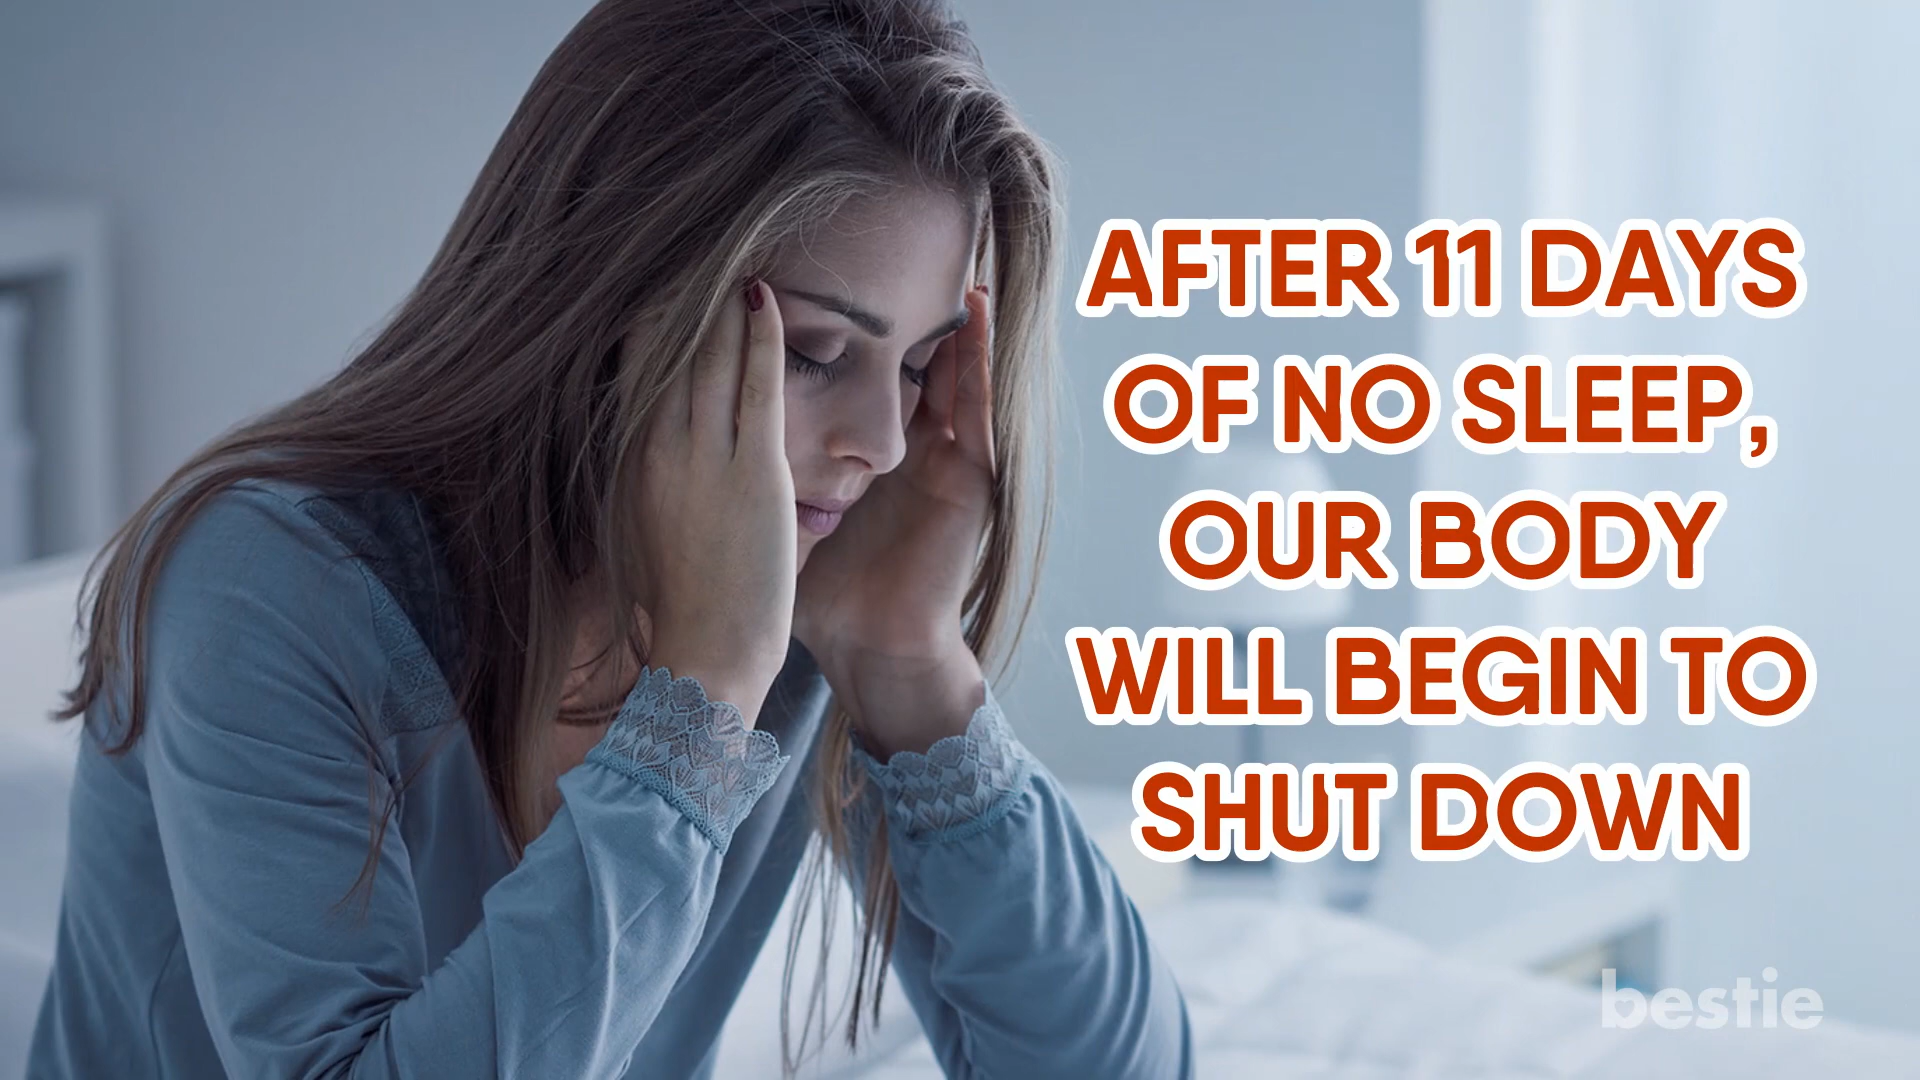 AFTER 11 DAYS
OF NO SLEEP,
OUR BODY
WILL BEGIN TO
SHUT DOWN
bestie